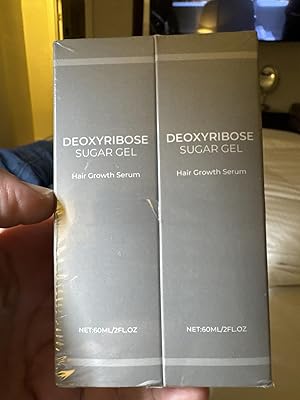 DEOXYRIBOSE
SUGAR GEL
Hair Growth Serum
NET:60ML/2FL.OZ
DEOXYRIBOSE
SUGAR GEL
Hair Growth Serum
NET:60ML/2FL.OZ